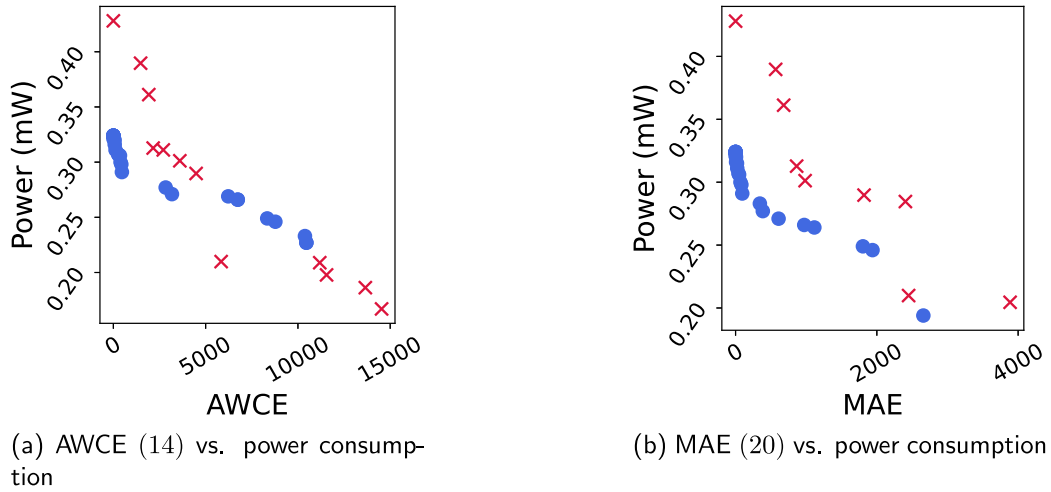 0.40
0.35
0.30
0.25
0.20
Power (mW)
0
5000
10000
15000
AWCE
(a) AWCE (14) vs. power consump-
tion
0.40
0.35
0.30
0.25
0.20
Power (mW)
0
2000
4000
MAE
(b) MAE (20) vs. power consumption